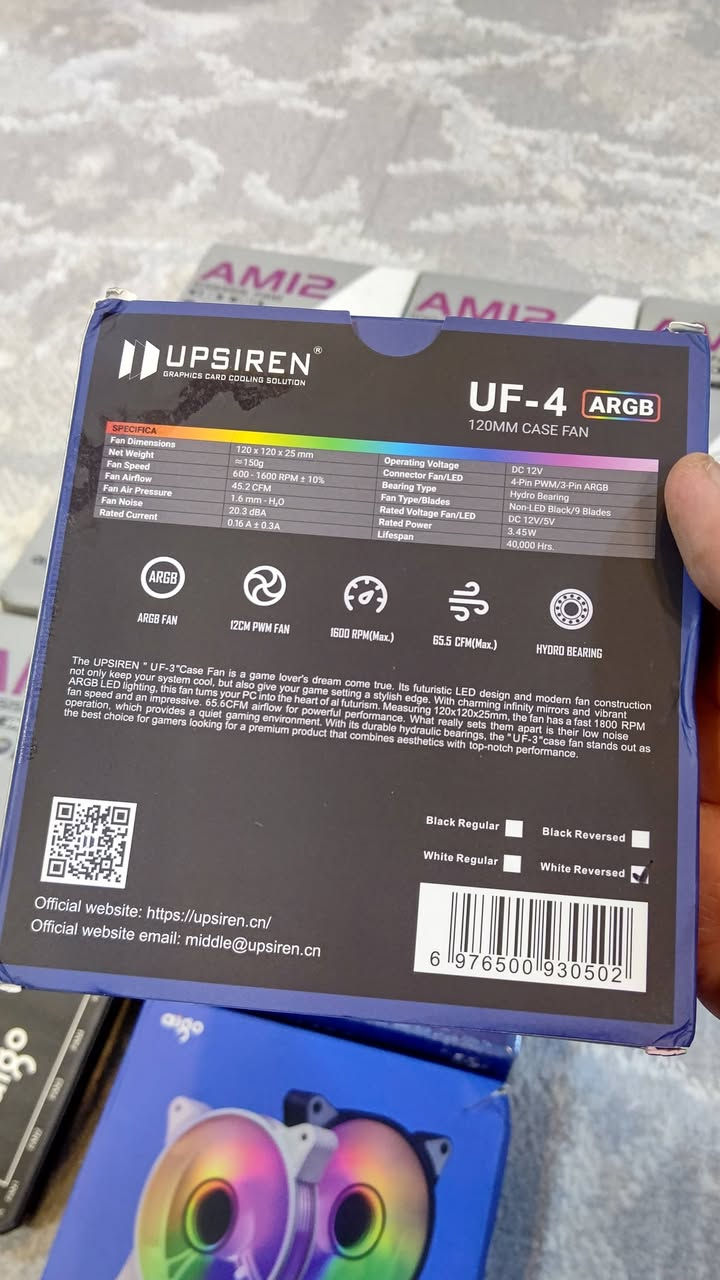 AM12
AM12
UPSIREN®
GRAPHICS CARD COOLING SOLUTION
UF-4 ARGB
120MM CASE FAN
SPECIFICA
Fan Dimensions 120 x 120 x 25 mm
Net Weight ≈150g
Fan Speed 600 - 1600 RPM ± 10%
Fan Airflow 45.2 CFM
Fan Air Pressure 1.6 mm - H₂O
Fan Noise 20.3 dBA
Rated Current 0.16 A ± 0.3A
Operating Voltage DC 12V
Connector Fan/LED 4-Pin PWM/3-Pin ARGB
Bearing Type Hydro Bearing
Fan Type/Blades Non-LED Black/9 Blades
Rated Voltage Fan/LED DC 12V/5V
Rated Power 3.45W
Lifespan 40,000 Hrs.
ARGB
ARGB FAN
12CM PWM FAN
1600 RPM(Max.)
65.5 CFM(Max.)
HYDRO BEARING
The UPSIREN " UF-3"Case Fan is a game lover's dream come true. Its futuristic LED design and modern fan construction
not only keep your system cool, but also give your game setting a stylish edge. With charming infinity mirrors and vibrant
ARGB LED lighting, this fan turns your PC into the heart of al futurism. Measuring 120x120x25mm, the fan has a fast 1800 RPM
fan speed and an impressive. 65.6CFM airflow for powerful performance. What really sets them apart is their low noise
operation, which provides a quiet gaming environment. With its durable hydraulic bearings, the "UF-3"case fan stands out as
the best choice for gamers looking for a premium product that combines aesthetics with top-notch performance.
Black Regular Black Reversed
White Regular White Reversed
Official website: https://upsiren.cn/
Official website email: middle@upsiren.cn
6 976500 930502
aigo